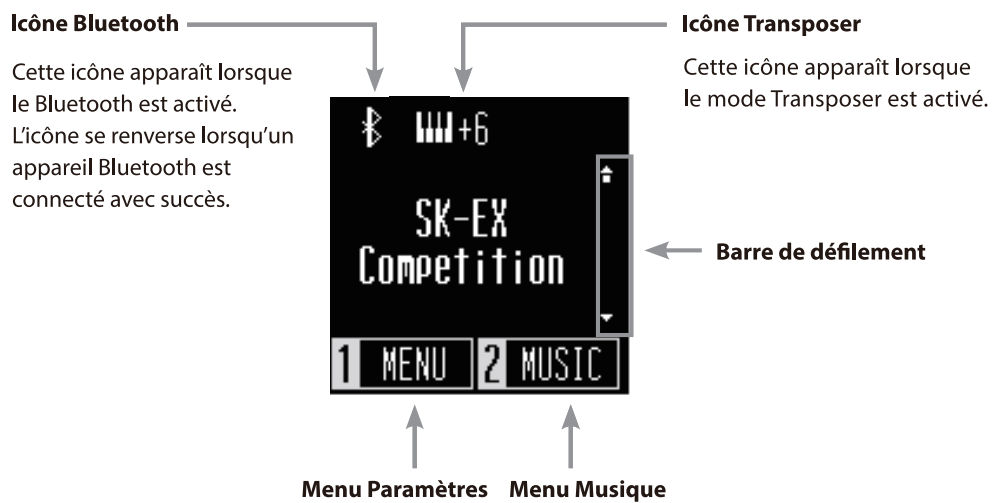 Icône Bluetooth
Cette icône apparaît lorsque
le Bluetooth est activé.
L'icône se renverse lorsqu'un
appareil Bluetooth est
connecté avec succès.
Icône Transposer
Cette icône apparaît lorsque
le mode Transposer est activé.
+6
SK-EX
Competition
Barre de défilement
1 MENU 2 MUSIC
Menu Paramètres Menu Musique